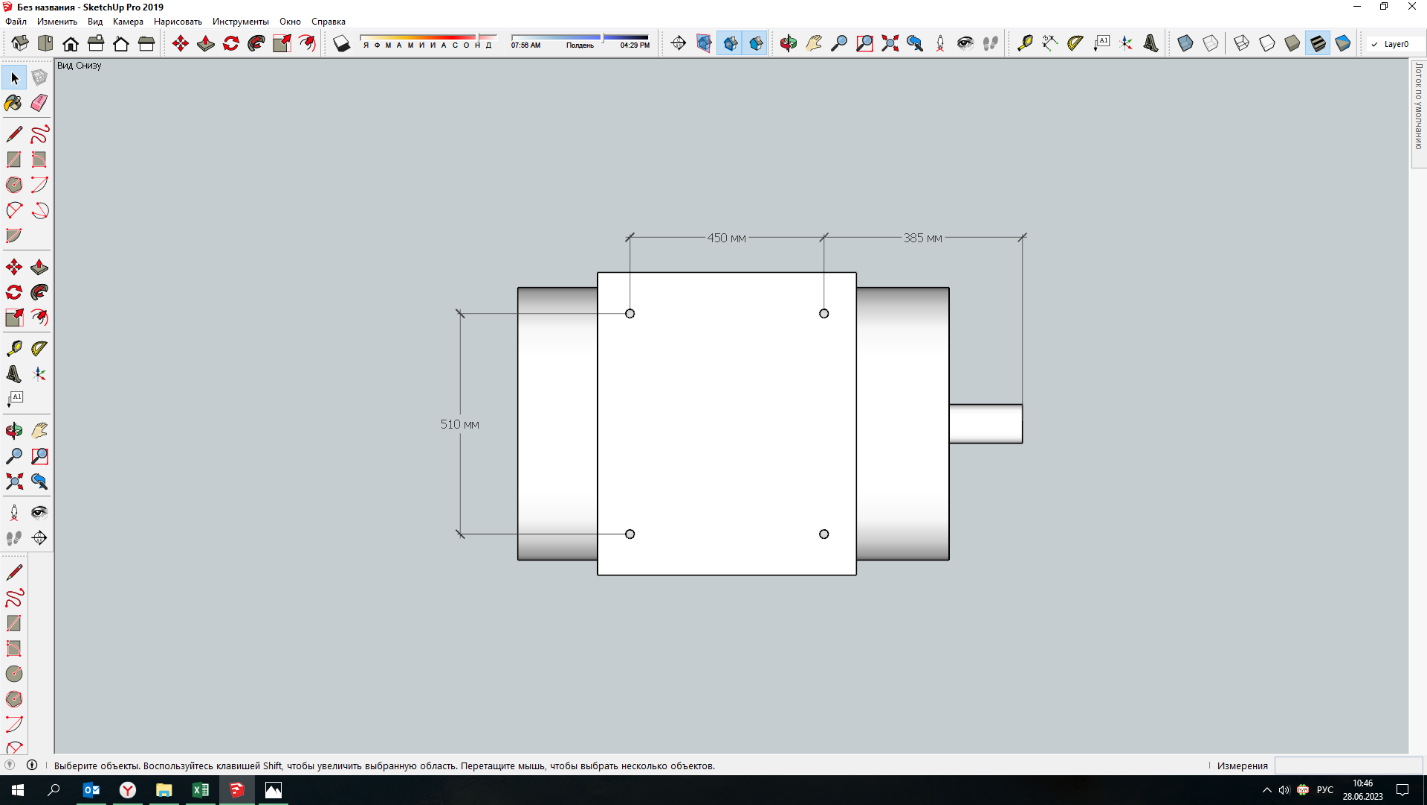 Без названия - SketchUp Pro 2019
Файл Изменить Вид Камера Нарисовать Инструменты Окно Справка
Я Ф М А М И И А С О Н Д
07:56 AM Полдень 04:29 PM
Layer0
Вид Снизу
Лоток по умолчанию
A1
A1
450 мм
385 мм
510 мм
Выберите объекты. Воспользуйтесь клавишей Shift, чтобы увеличить выбранную область. Перетащите мышь, чтобы выбрать несколько объектов.
Измерения
РУС
10:46
28.06.2023